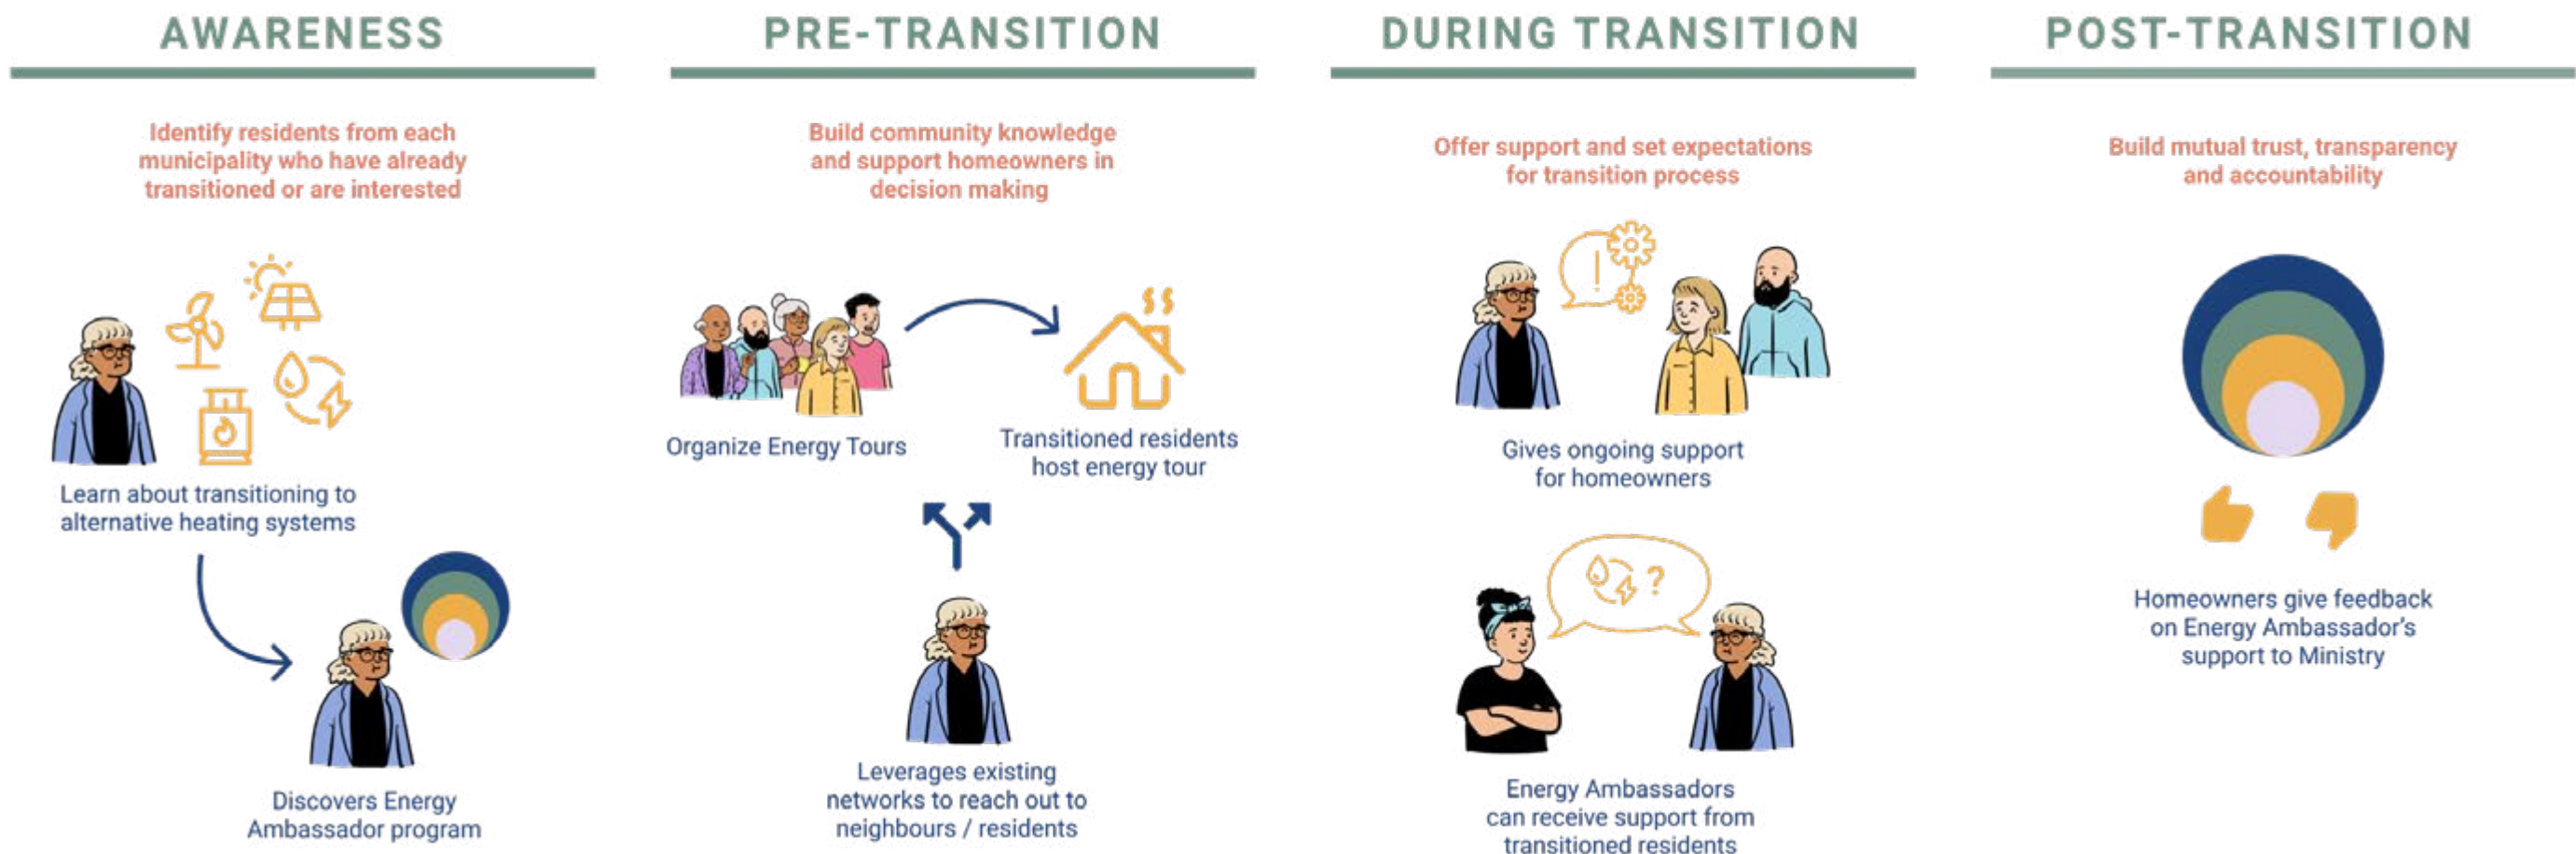 AWARENESS
Identify residents from each
municipality who have already
transitioned or are interested
Learn about transitioning to
alternative heating systems
Discovers Energy
Ambassador program
PRE-TRANSITION
Build community knowledge
and support homeowners in
decision making
Organize Energy Tours
Transitioned residents
host energy tour
Leverages existing
networks to reach out to
neighbours / residents
DURING TRANSITION
Offer support and set expectations
for transition process
!
Gives ongoing support
for homeowners
?
Energy Ambassadors
can receive support from
transitioned residents
POST-TRANSITION
Build mutual trust, transparency
and accountability
Homeowners give feedback
on Energy Ambassador's
support to Ministry